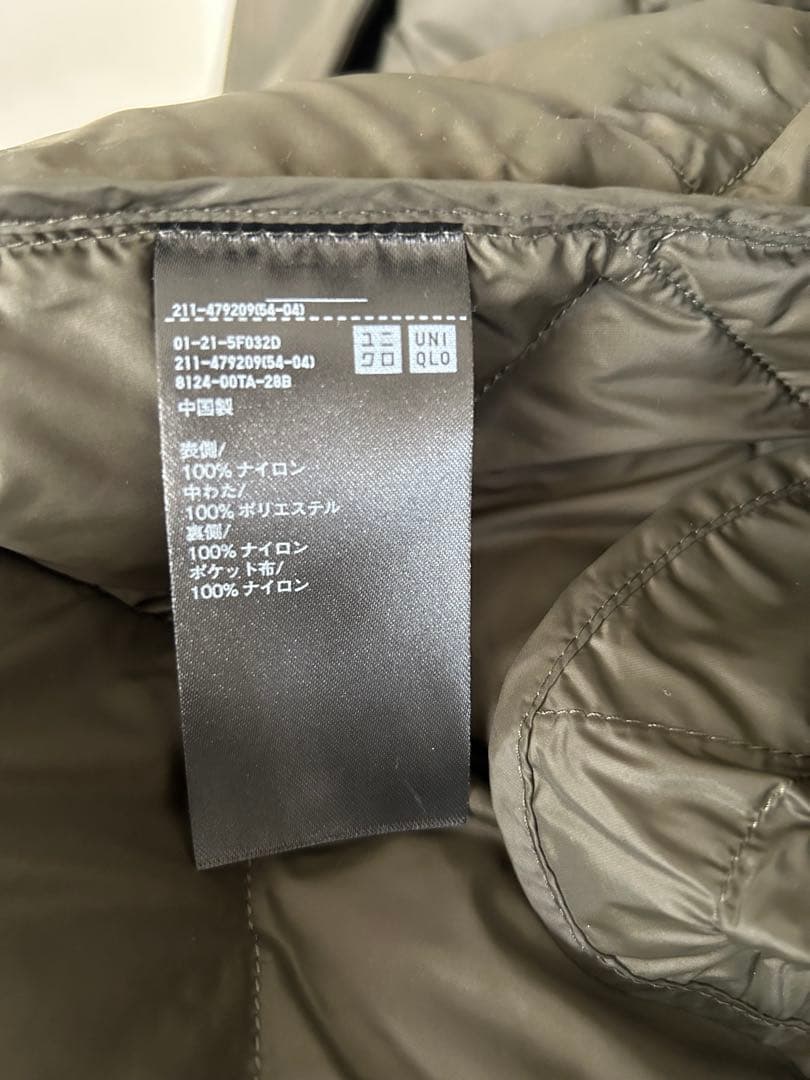 211-479209(54-04)
01-21-5F032D
211-479209(54-04)
8124-00TA-28B
中国製
ユニ
クロ
UNI
QLO
表側/
100% ナイロン
中わた/
100% ポリエステル
裏側/
100% ナイロン
ポケット布/
100% ナイロン